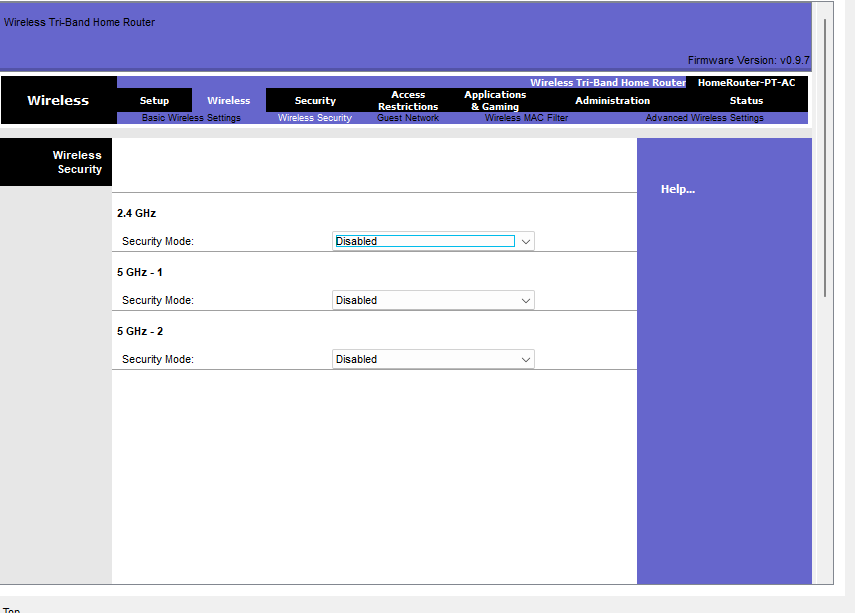 Wireless Tri-Band Home Router
Firmware Version: v0.9.7
Wireless Tri-Band Home Router HomeRouter-PT-AC
Wireless
Setup Wireless Security Access Restrictions Applications & Gaming Administration Status
Basic Wireless Settings Wireless Security Guest Network Wireless MAC Filter Advanced Wireless Settings
Wireless
Security
Help...
2.4 GHz
Security Mode: Disabled
5 GHz - 1
Security Mode: Disabled
5 GHz - 2
Security Mode: Disabled
Top